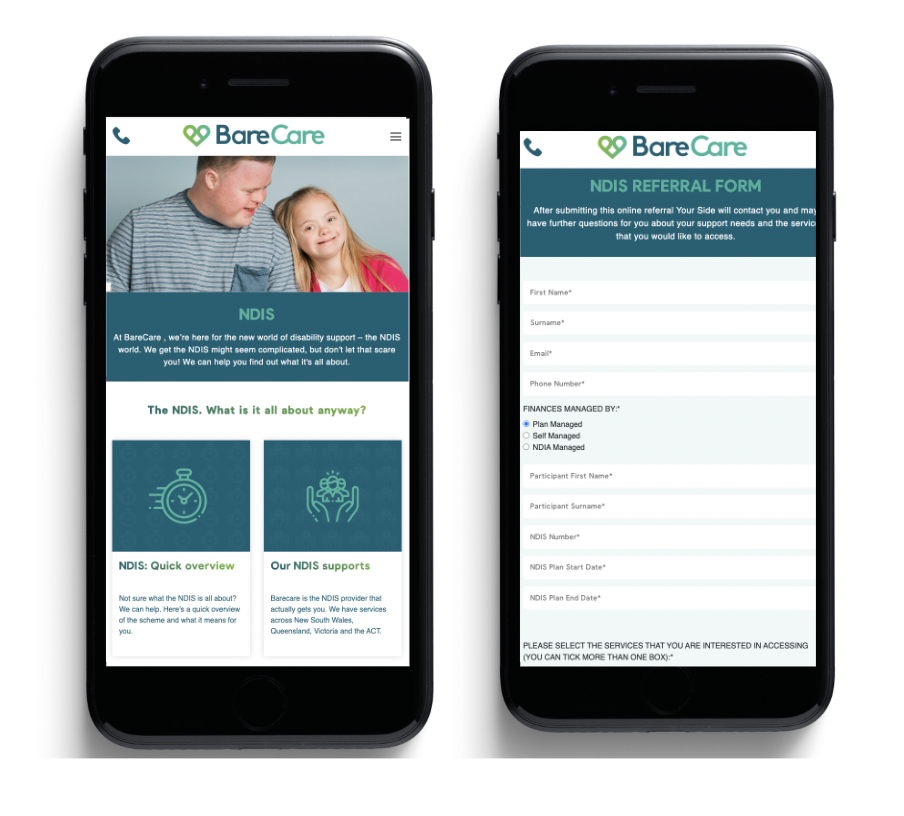 BareCare
NDIS
At BareCare , we're here for the new world of disability support – the NDIS
world. We get the NDIS might seem complicated, but don't let that scare
you! We can help you find out what it's all about.
The NDIS. What is it all about anyway?
NDIS: Quick overview
Not sure what the NDIS is all about?
We can help. Here's a quick overview
of the scheme and what it means for
you.
Our NDIS supports
Barecare is the NDIS provider that
actually gets you. We have services
across New South Wales,
Queensland, Victoria and the ACT.
BareCare
NDIS REFERRAL FORM
After submitting this online referral Your Side will contact you and may
have further questions for you about your support needs and the servic
that you would like to access.
First Name*
Surname*
Email*
Phone Number*
FINANCES MANAGED BY:*
Plan Managed
Self Managed
NDIA Managed
Participant First Name*
Participant Surname*
NDIS Number*
NDIS Plan Start Date*
NDIS Plan End Date*
PLEASE SELECT THE SERVICES THAT YOU ARE INTERESTED IN ACCESSING
(YOU CAN TICK MORE THAN ONE BOX):*